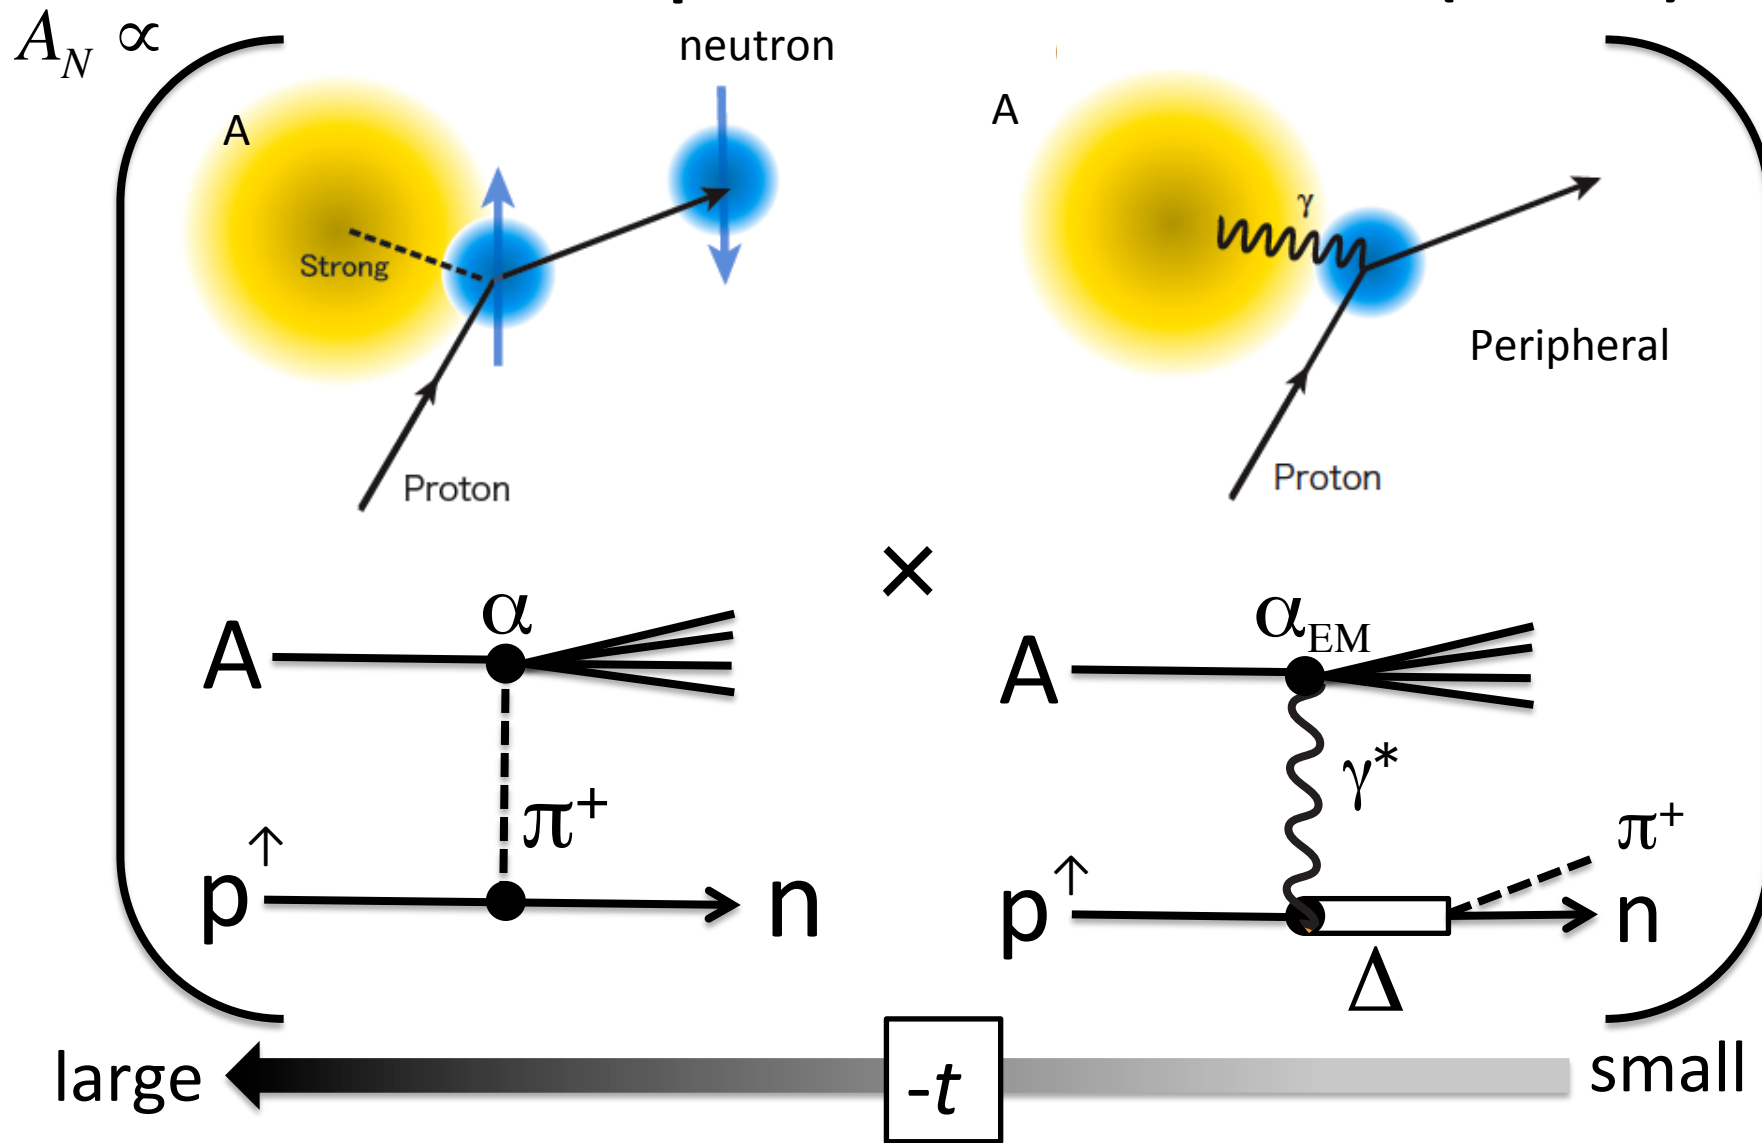 A_N ∝
neutron
A
A
Strong
γ
Peripheral
Proton
Proton
×
α
α_EM
A
A
π⁺
γ*
π⁺
p↑
n
p↑
n
Δ
large
-t
small